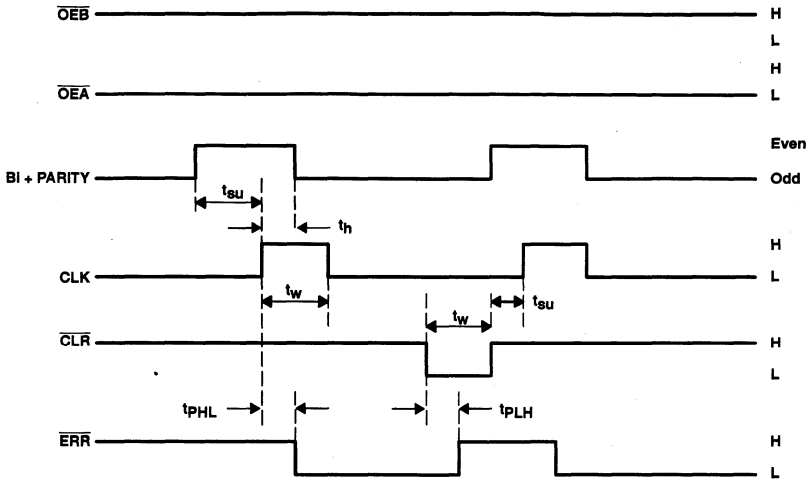 OEB H
L
H
OEA L
Even
BI + PARITY Odd
tsu
th
H
CLK L
tw
tw tsu
CLR H
L
tPHL tPLH
ERR H
L